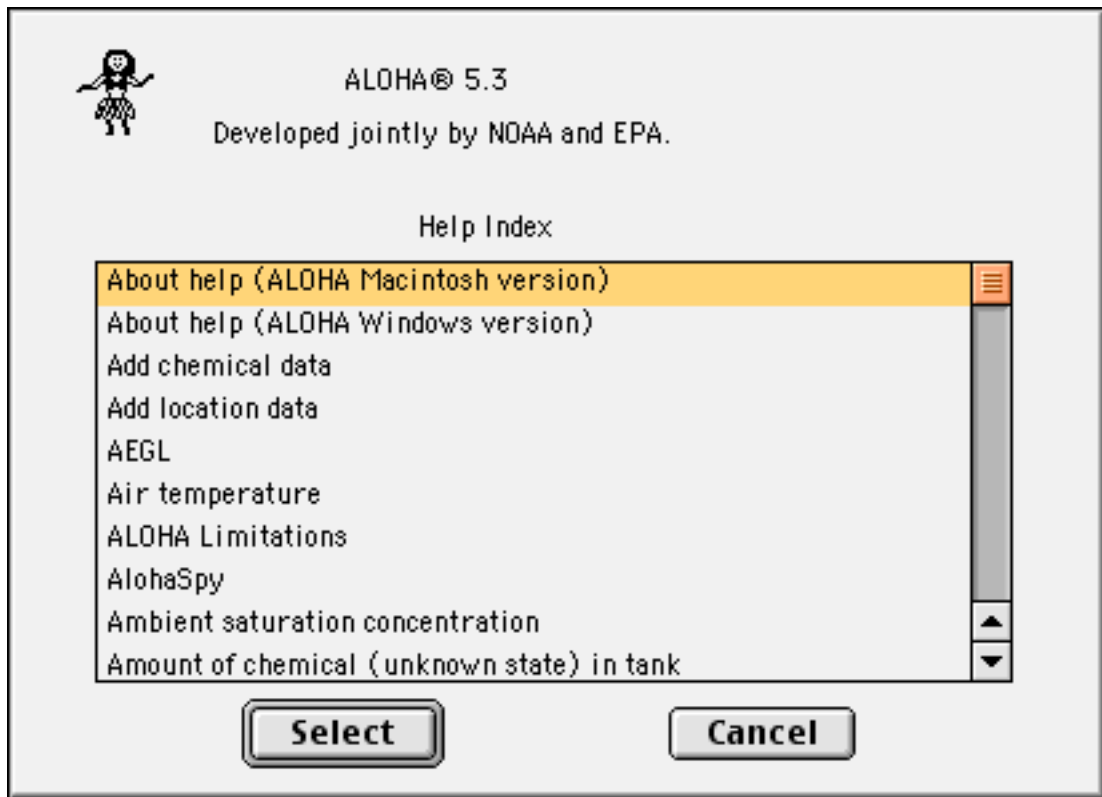 ALOHA® 5.3
Developed jointly by NOAA and EPA.
Help Index
About help (ALOHA Macintosh version)
About help (ALOHA Windows version)
Add chemical data
Add location data
AEGL
Air temperature
ALOHA Limitations
AlohaSpy
Ambient saturation concentration
Amount of chemical (unknown state) in tank
Select
Cancel